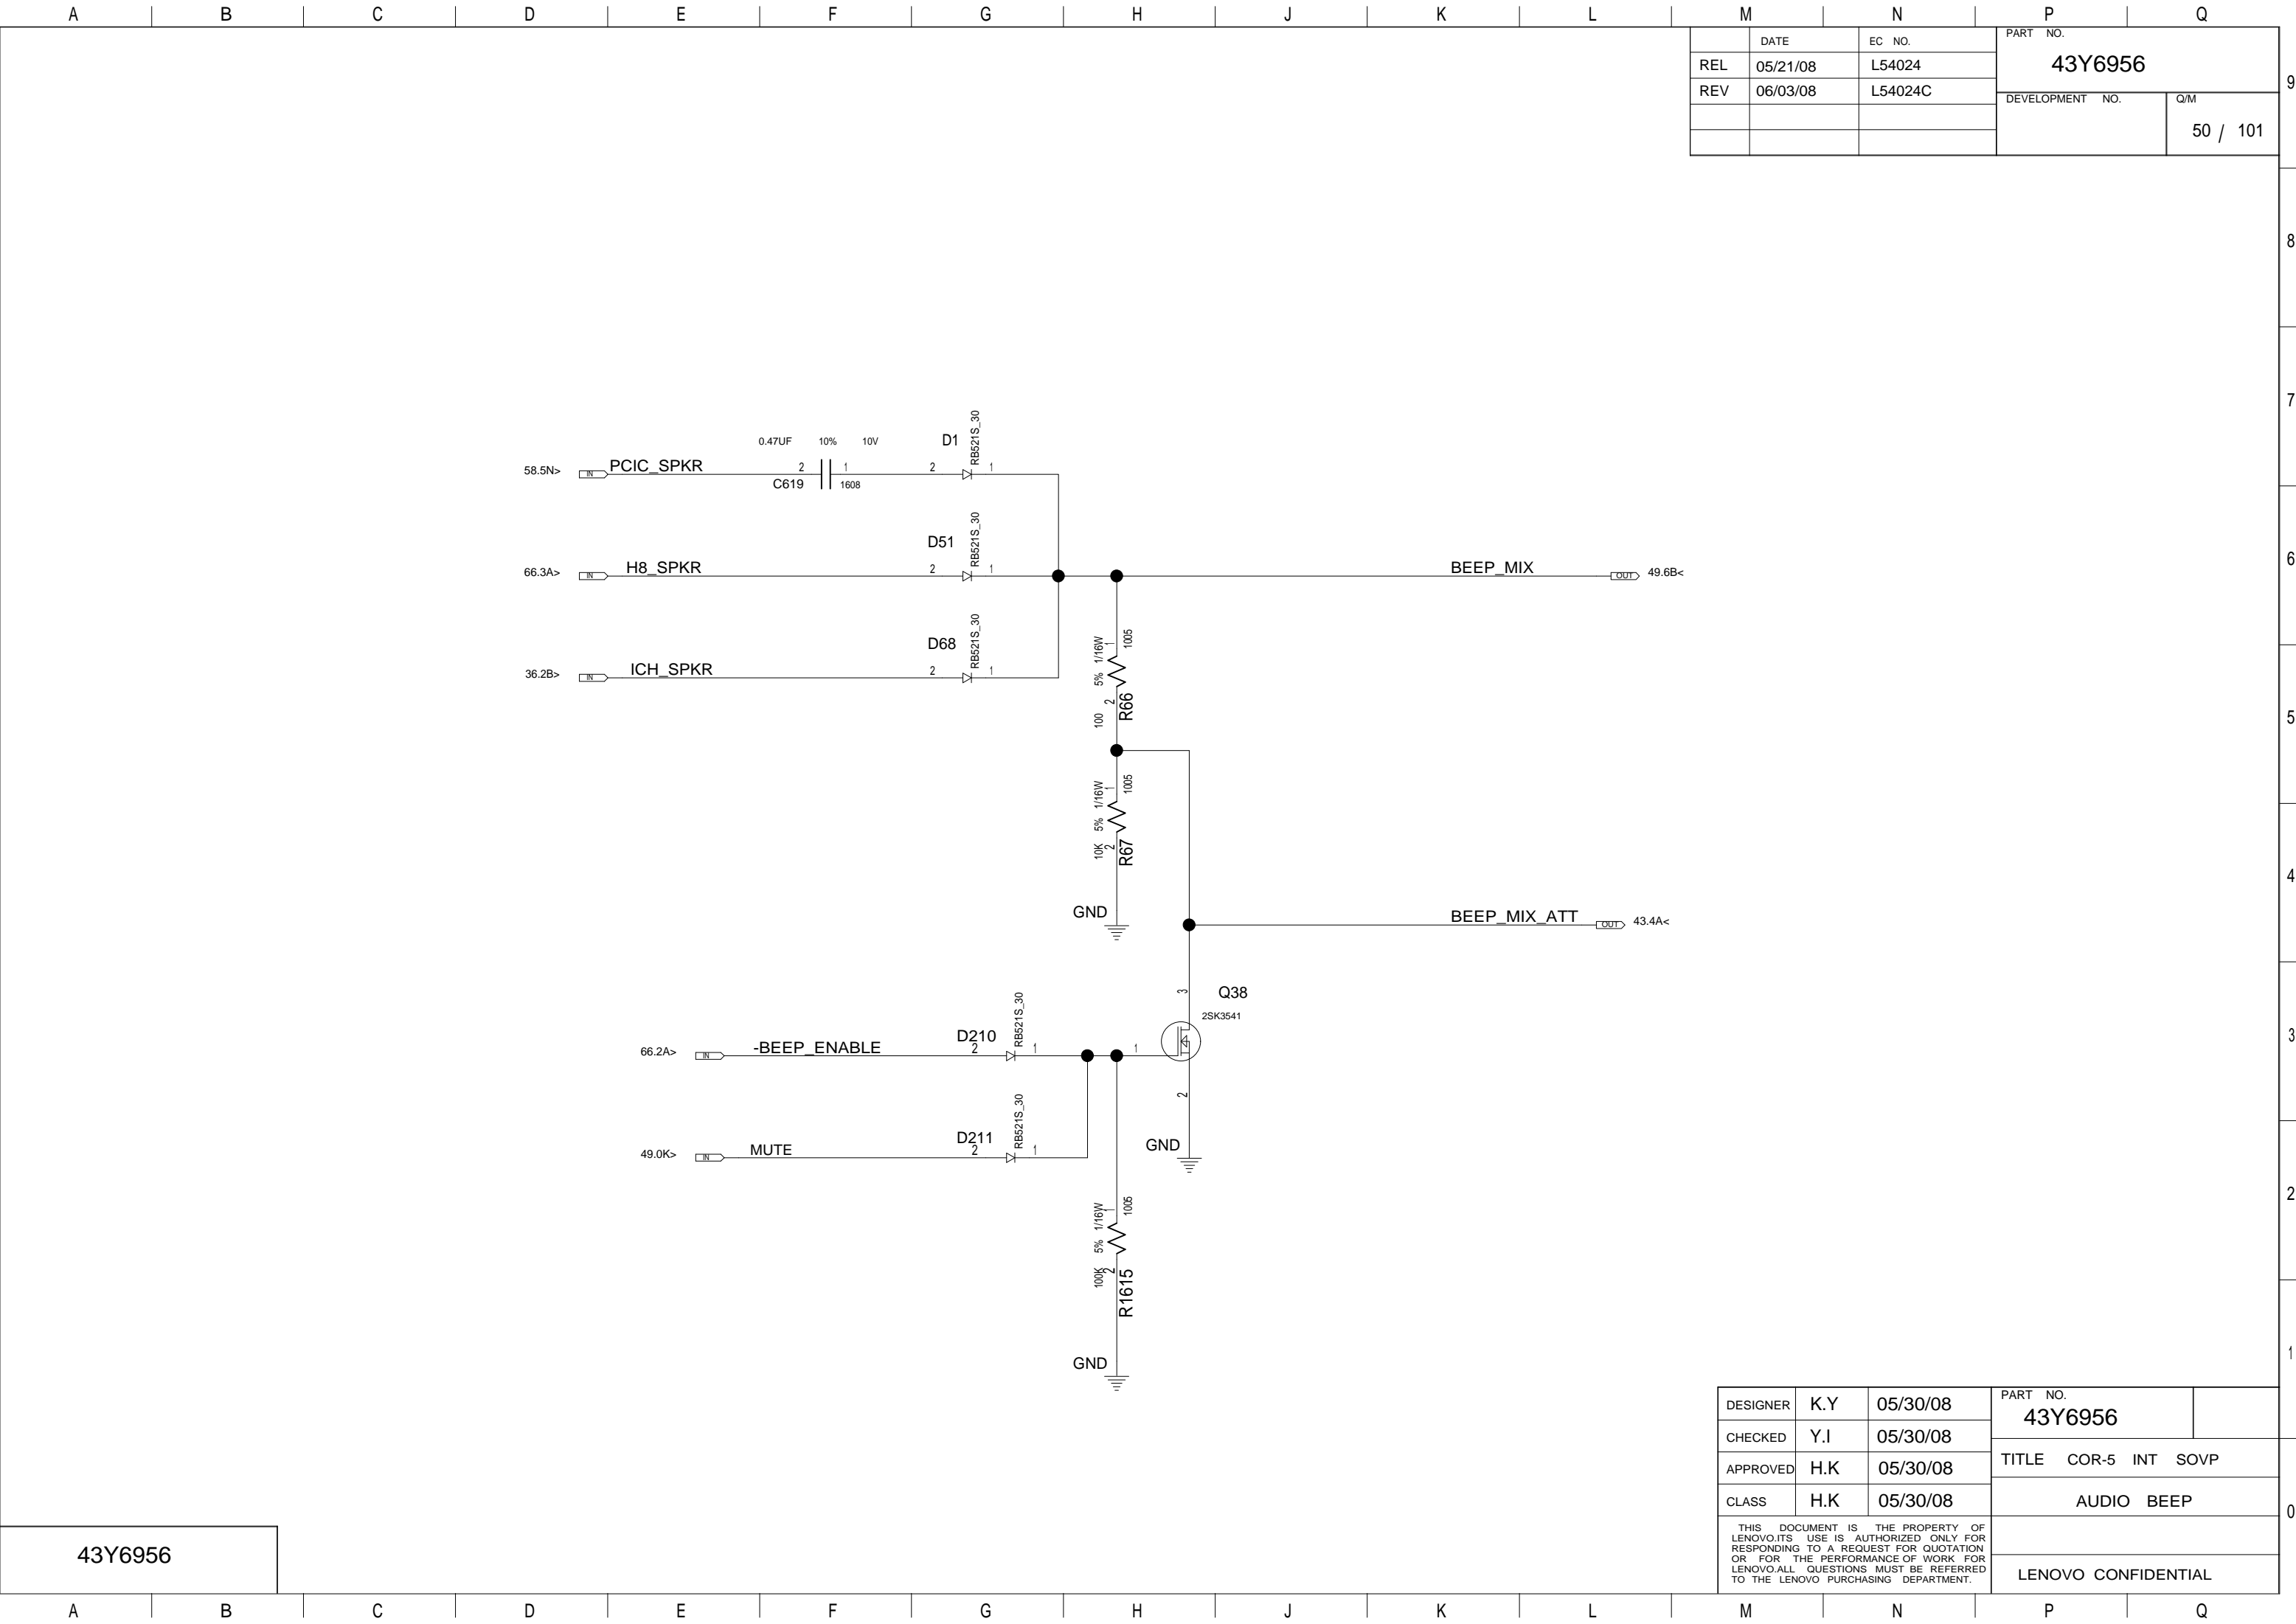 A B C D E F G H J K L M N P Q
DATE EC NO.
REL 05/21/08 L54024
REV 06/03/08 L54024C
PART NO.
43Y6956
DEVELOPMENT NO.
Q/M
50 / 101
9
8
7
6
5
4
3
2
1
0
0.47UF 10% 10V
D1
RB521S_30
58.5N> IN PCIC_SPKR 2 1 2 1
C619 1608
D51
RB521S_30
66.3A> IN H8_SPKR 2 1
BEEP_MIX OUT 49.6B<
D68
RB521S_30
36.2B> IN ICH_SPKR 2 1
100 5% 1/16W
1
2
1005
R66
10K 5% 1/16W
1
2
1005
R67
GND
BEEP_MIX_ATT OUT 43.4A<
3
Q38
2SK3541
D210
RB521S_30
66.2A> IN -BEEP_ENABLE 2 1 1
2
D211
RB521S_30
49.0K> IN MUTE 2 1
GND
100K 5% 1/16W
1
2
1005
R1615
GND
DESIGNER K.Y 05/30/08
CHECKED Y.I 05/30/08
APPROVED H.K 05/30/08
CLASS H.K 05/30/08
THIS DOCUMENT IS THE PROPERTY OF
LENOVO.ITS USE IS AUTHORIZED ONLY FOR
RESPONDING TO A REQUEST FOR QUOTATION
OR FOR THE PERFORMANCE OF WORK FOR
LENOVO.ALL QUESTIONS MUST BE REFERRED
TO THE LENOVO PURCHASING DEPARTMENT.
PART NO.
43Y6956
TITLE COR-5 INT SOVP
AUDIO BEEP
LENOVO CONFIDENTIAL
43Y6956
A B C D E F G H J K L M N P Q